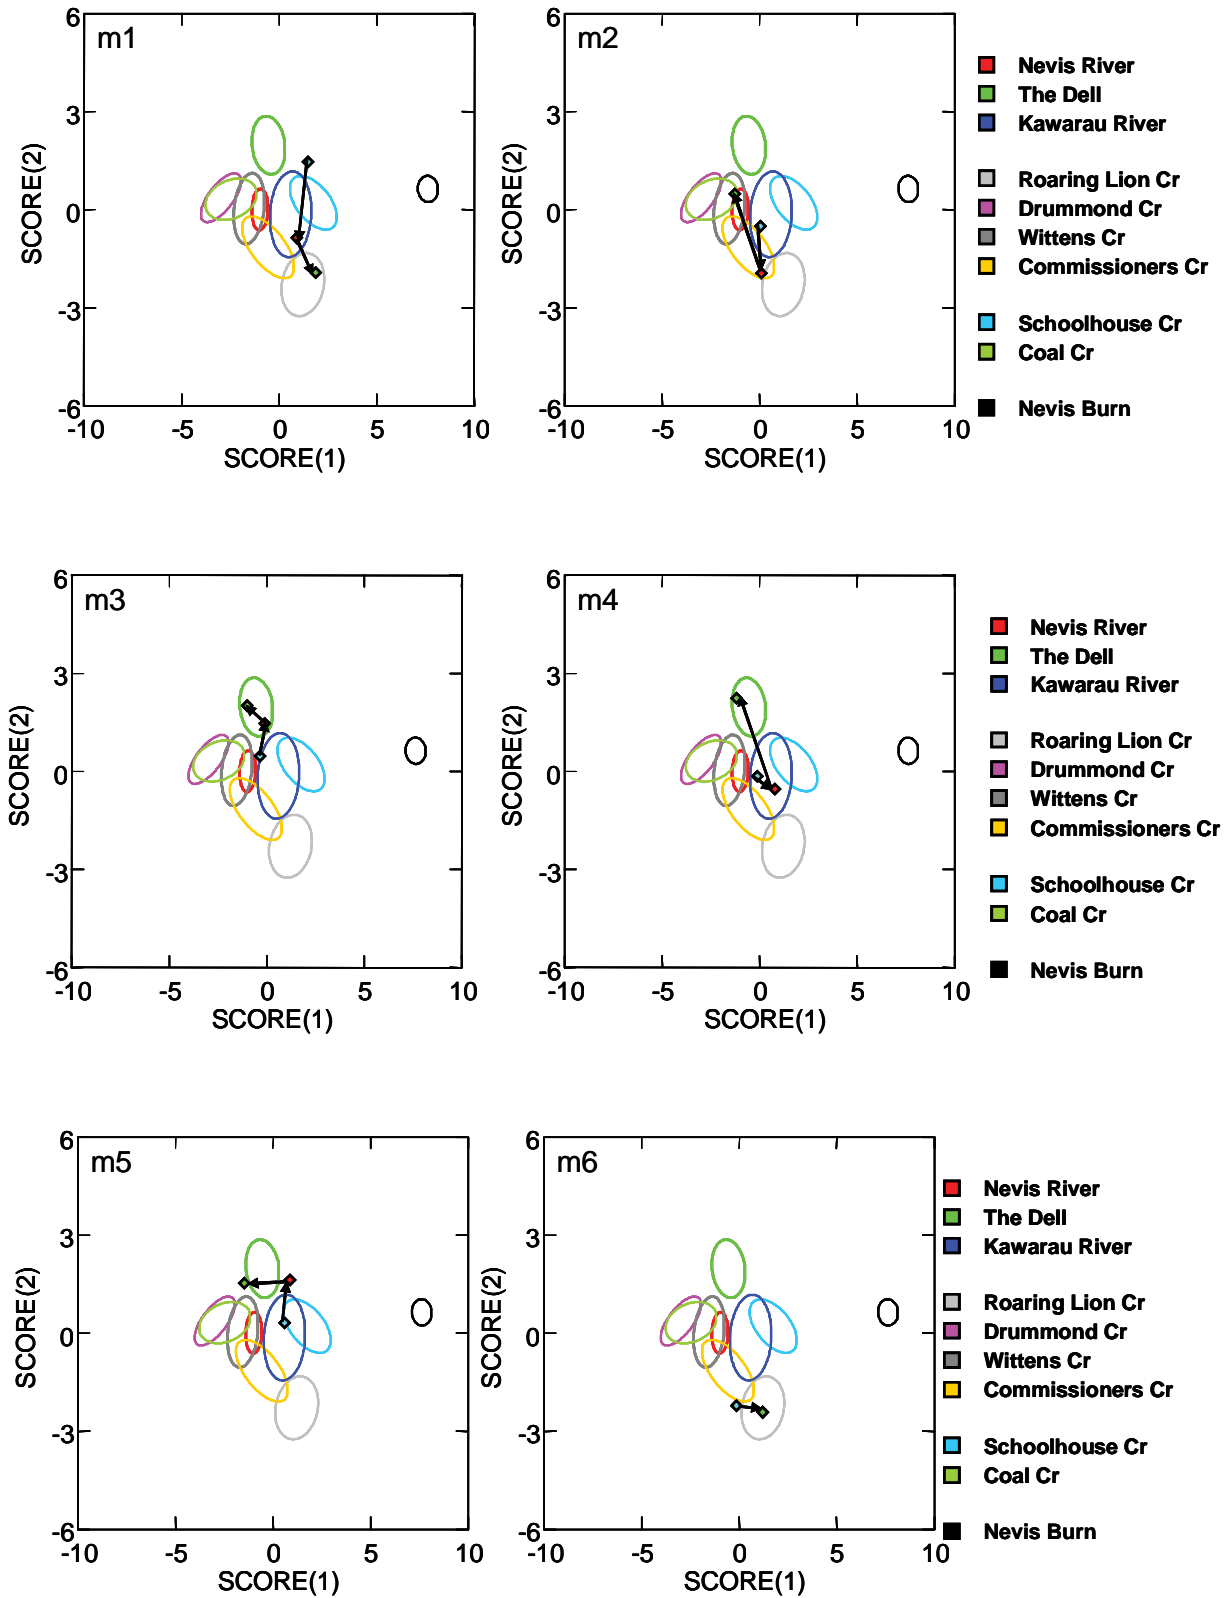 m1
6
3
0
-3
-6
-10
-5
0
5
10
SCORE(2)
SCORE(1)
m2
6
3
0
-3
-6
-10
-5
0
5
10
SCORE(2)
SCORE(1)
Nevis River
The Dell
Kawarau River
Roaring Lion Cr
Drummond Cr
Wittens Cr
Commissioners Cr
Schoolhouse Cr
Coal Cr
Nevis Burn
m3
6
3
0
-3
-6
-10
-5
0
5
10
SCORE(2)
SCORE(1)
m4
6
3
0
-3
-6
-10
-5
0
5
10
SCORE(2)
SCORE(1)
Nevis River
The Dell
Kawarau River
Roaring Lion Cr
Drummond Cr
Wittens Cr
Commissioners Cr
Schoolhouse Cr
Coal Cr
Nevis Burn
m5
6
3
0
-3
-6
-10
-5
0
5
10
SCORE(2)
SCORE(1)
m6
6
3
0
-3
-6
-10
-5
0
5
10
SCORE(2)
SCORE(1)
Nevis River
The Dell
Kawarau River
Roaring Lion Cr
Drummond Cr
Wittens Cr
Commissioners Cr
Schoolhouse Cr
Coal Cr
Nevis Burn